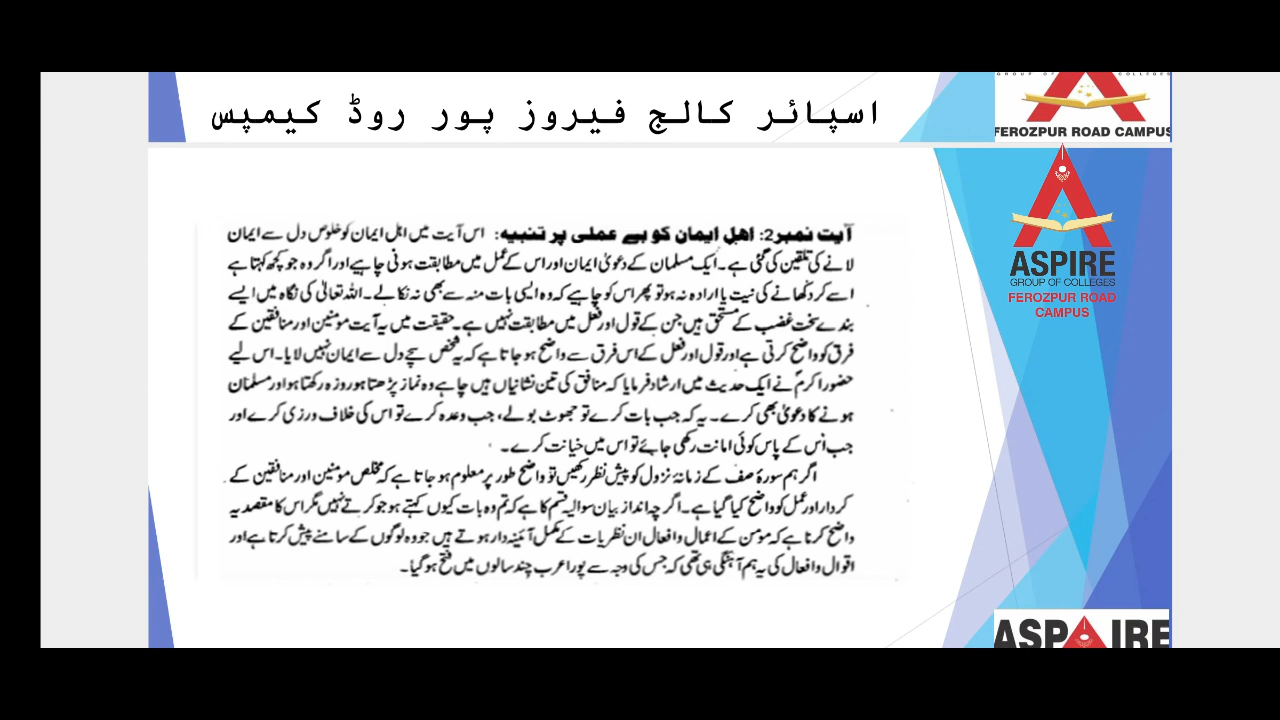 GROUP OF COLLEGES
اسپائر کالج فیروز پور روڈ کیمپس
FEROZPUR ROAD CAMPUS
ASPIRE
GROUP OF COLLEGES
FEROZPUR ROAD
CAMPUS
آیت نمبر2: اھلِ ایمان کو بے عملی پر تنبیہ: اس آیت میں اہل ایمان کو خلوص دل سے ایمان
لانے کی تلقین کی گئی ہے۔ ایک مسلمان کے دعویٰ ایمان اور اس کے عمل میں مطابقت ہونی چاہیے اور اگر وہ جو کچھ کہتا ہے
اسے کر دکھانے کی نیت یا ارادہ نہ ہو تو پھر اس کو چاہیے کہ وہ ایسی بات منہ سے بھی نہ نکالے۔ اللہ تعالیٰ کی نگاہ میں ایسے
بندے سخت غضب کے مستحق ہیں جن کے قول اور فعل میں مطابقت نہیں ہے۔ حقیقت میں یہ آیت مومنین اور منافقین کے
فرق کو واضح کرتی ہے اور قول اور فعل کے اس فرق سے واضح ہو جاتا ہے کہ یہ شخص سچے دل سے ایمان نہیں لایا۔ اس لیے
حضور اکرمؐ نے ایک حدیث میں ارشاد فرمایا کہ منافق کی تین نشانیاں ہیں چاہے وہ نماز پڑھتا ہو روزہ رکھتا ہو اور مسلمان
ہونے کا دعویٰ بھی کرے۔ یہ کہ جب بات کرے تو جھوٹ بولے، جب وعدہ کرے تو اس کی خلاف ورزی کرے اور
جب اس کے پاس کوئی امانت رکھی جائے تو اس میں خیانت کرے۔
اگر ہم سورۂ صف کے زمانۂ نزول کو پیش نظر رکھیں تو واضح طور پر معلوم ہو جاتا ہے کہ مخلص مومنین اور منافقین کے
کردار اور عمل کو واضح کیا گیا ہے۔ اگرچہ انداز بیان سوالیہ قسم کا ہے کہ تم وہ بات کیوں کہتے ہو جو کرتے نہیں مگر اس کا مقصد یہ
واضح کرنا ہے کہ مومن کے اعمال و افعال ان نظریات کے مکمل آئینہ دار ہوتے ہیں جو وہ لوگوں کے سامنے پیش کرتا ہے اور
اقوال و افعال کی یہ ہم آہنگی ہی تھی کہ جس کی وجہ سے پورا عرب چند سالوں میں فتح ہو گیا۔
ASPAIRE